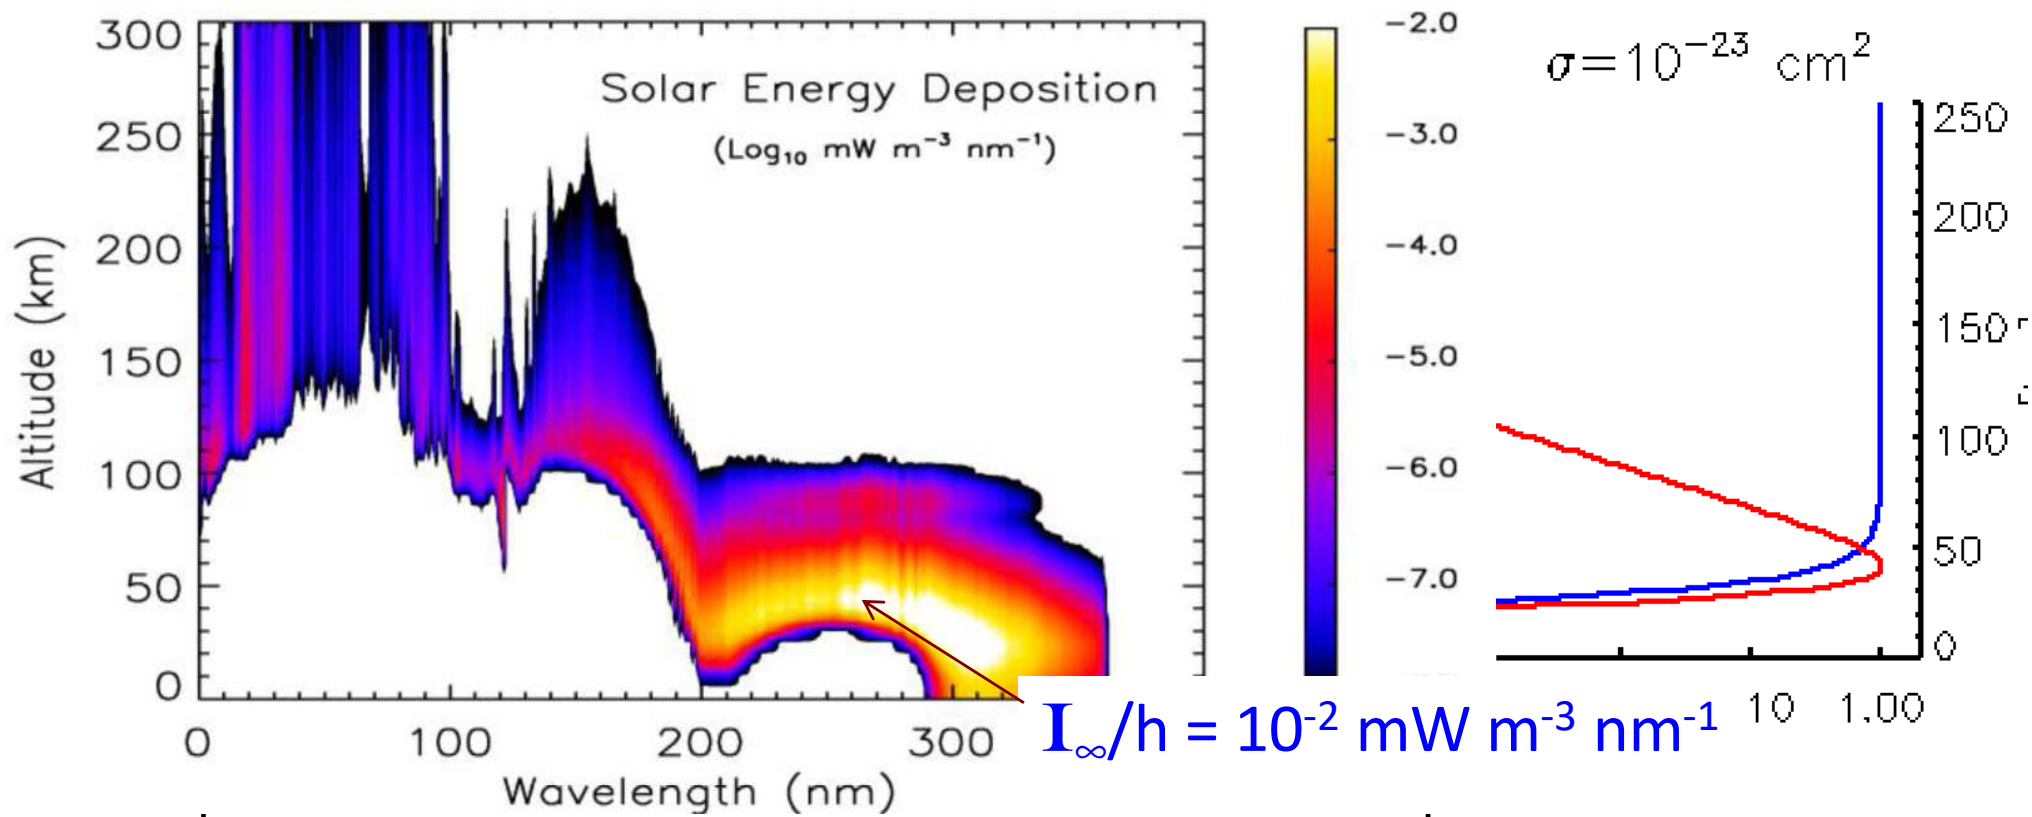 Solar Energy Deposition
(Log₁₀ mW m⁻³ nm⁻¹)
Altitude (km)
300
250
200
150
100
50
0
0 100 200 300
Wavelength (nm)
-2.0
-3.0
-4.0
-5.0
-6.0
-7.0
σ=10⁻²³ cm²
250
200
150
100
50
0
10 1.00
I∞/h = 10⁻² mW m⁻³ nm⁻¹